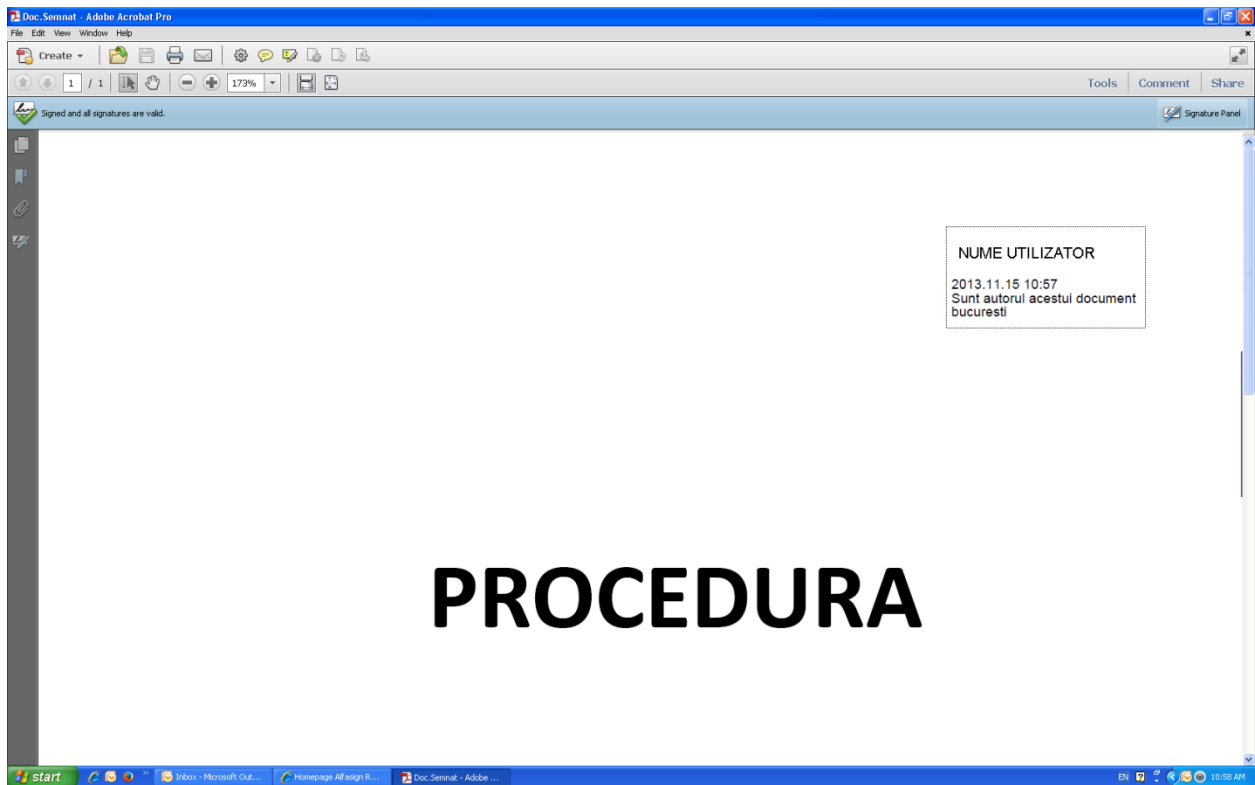 Doc.Semnat - Adobe Acrobat Pro
File Edit View Window Help
Create
1 / 1 173% Tools Comment Share
Signed and all signatures are valid. Signature Panel
NUME UTILIZATOR
2013.11.15 10:57
Sunt autorul acestui document
bucuresti
PROCEDURA
start Inbox - Microsoft Out... Homepage Alfasign R... Doc.Semnat - Adobe ... EN 10:58 AM